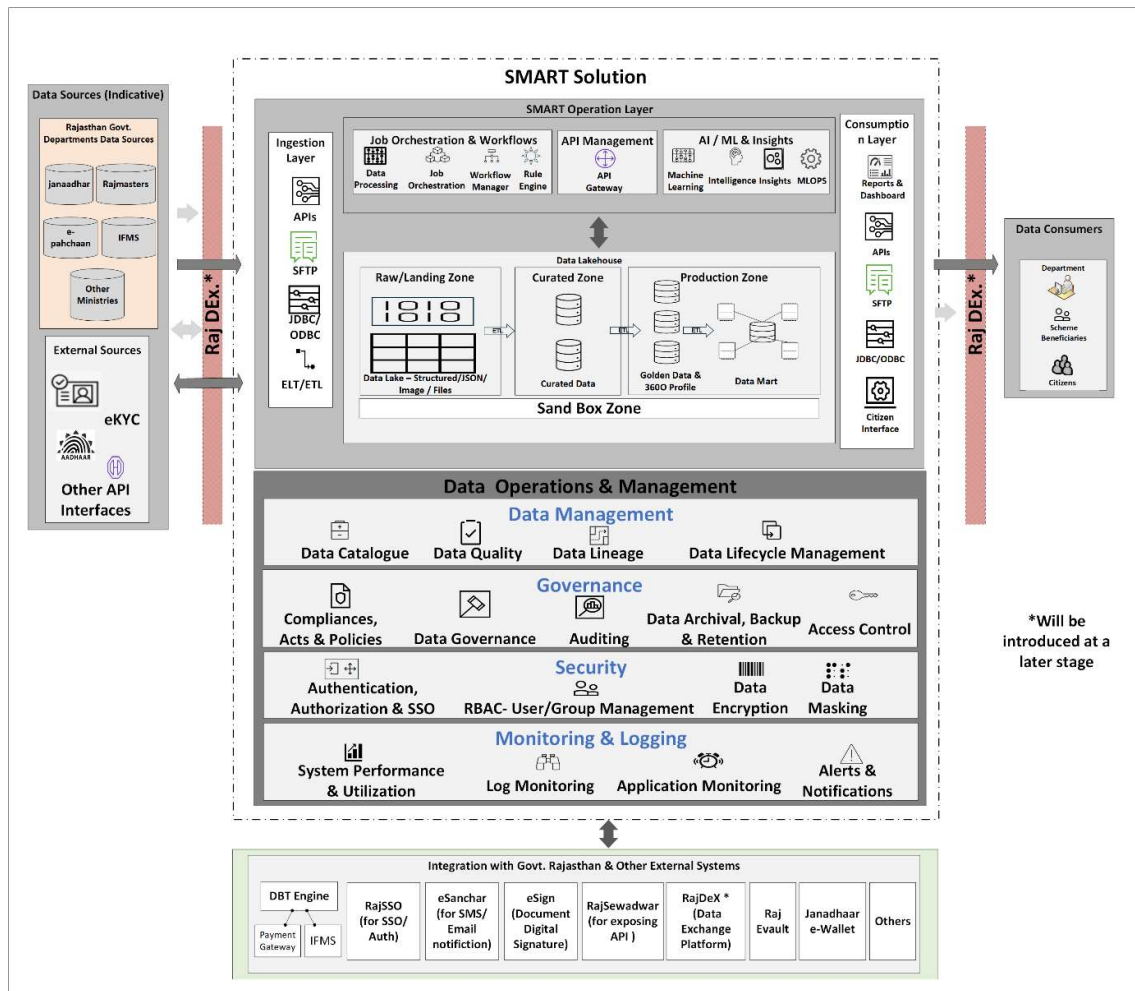 SMART Solution
Data Sources (Indicative)
Rajasthan Govt.
Departments Data Sources
janaadhar
Rajmasters
e-
pahchaan
IFMS
Other
Ministries
External Sources
eKYC
AADHAAR
Other API
Interfaces
Raj DEx. *
SMART Operation Layer
Ingestion
Layer
APIs
SFTP
JDBC/
ODBC
ELT/ETL
Job Orchestration & Workflows
Data
Processing
Job
Orchestration
Workflow
Manager
Rule
Engine
API Management
API
Gateway
AI / ML & Insights
Machine
Learning
Intelligence
Insights
MLOPS
Data Lakehouse
Raw/Landing Zone
1010
1010
Data Lake – Structured/JSON/
Image / Files
ETL
Curated Zone
Curated Data
ETL
Production Zone
Golden Data &
360O Profile
ETL
Data Mart
Sand Box Zone
Consumptio
n Layer
Reports &
Dashboard
APIs
SFTP
JDBC/ODBC
Citizen
Interface
Raj DEx. *
Data Consumers
Department
Scheme
Beneficiaries
Citizens
Data Operations & Management
Data Management
Data Catalogue
Data Quality
Data Lineage
Data Lifecycle Management
Governance
Compliances,
Acts & Policies
Data Governance
Auditing
Data Archival, Backup
& Retention
Access Control
Security
Authentication,
Authorization & SSO
RBAC- User/Group Management
Data
Encryption
Data
Masking
Monitoring & Logging
System Performance
& Utilization
Log Monitoring
Application Monitoring
Alerts &
Notifications
*Will be
introduced at a
later stage
Integration with Govt. Rajasthan & Other External Systems
DBT Engine
Payment
Gateway
IFMS
RajSSO
(for SSO/
Auth)
eSanchar
(for SMS/
Email
notifiction)
eSign
(Document
Digital
Signature)
RajSewadwar
(for exposing
API )
RajDeX *
(Data
Exchange
Platform)
Raj
Evault
Janadhaar
e-Wallet
Others